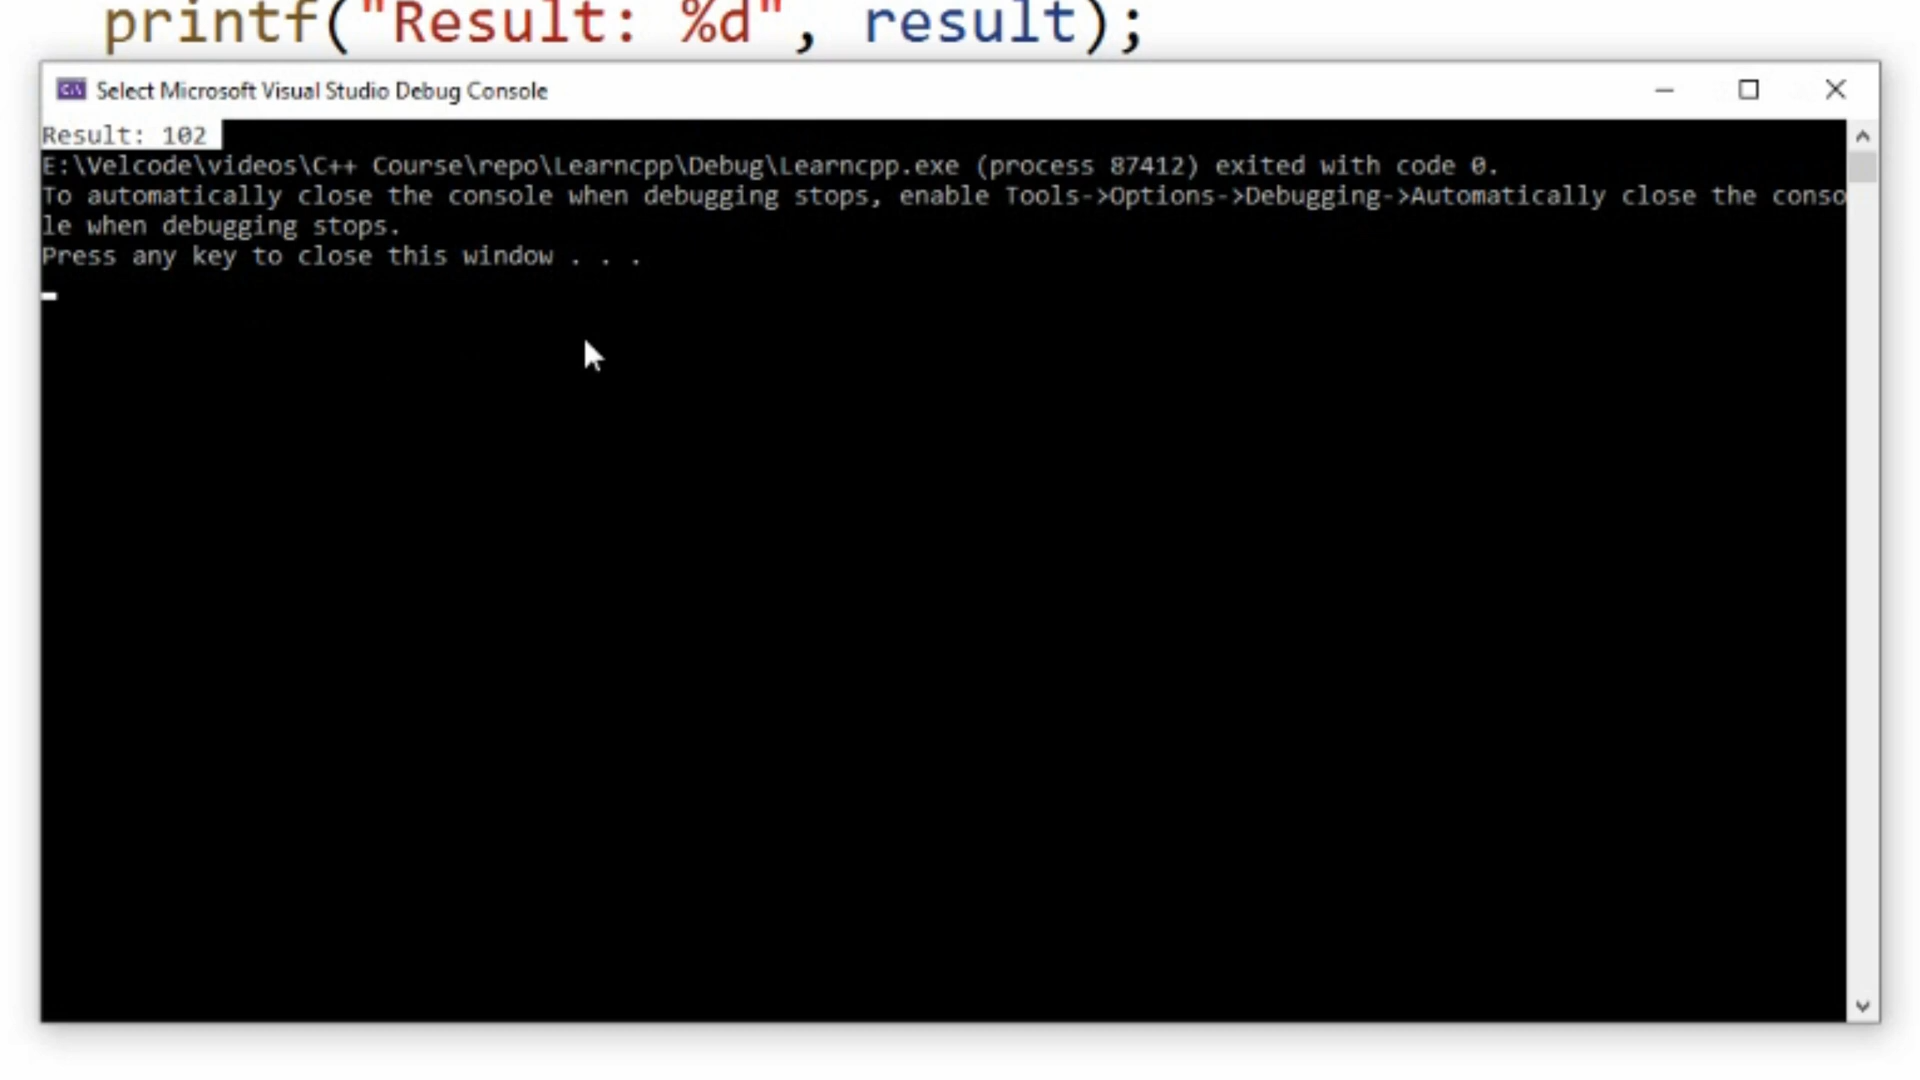 printf("Result: %d", result);
Select Microsoft Visual Studio Debug Console
Result: 102
E:\Velcode\videos\C++ Course\repo\Learncpp\Debug\Learncpp.exe (process 87412) exited with code 0.
To automatically close the console when debugging stops, enable Tools->Options->Debugging->Automatically close the conso
le when debugging stops.
Press any key to close this window . . .